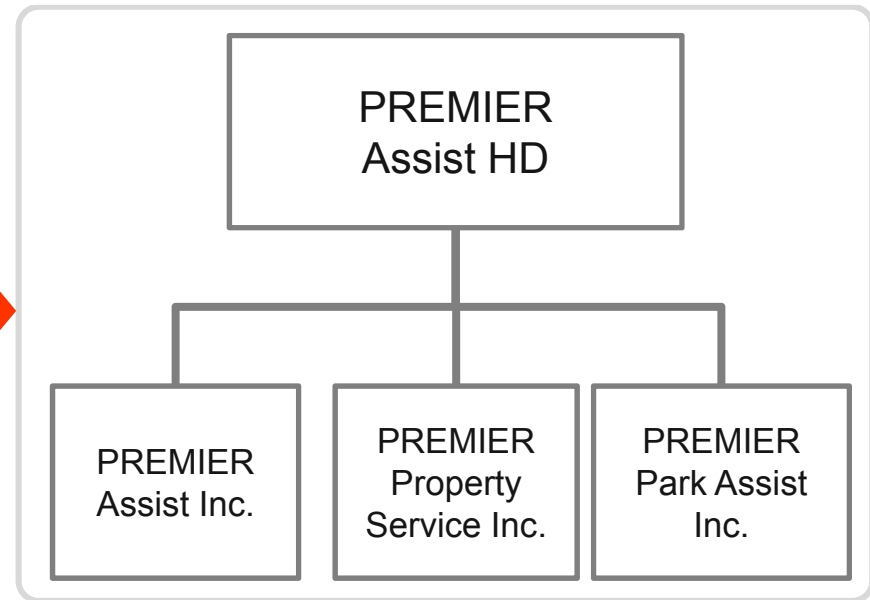 PREMIER
Assist HD
PREMIER
Assist Inc.
PREMIER
Property
Service Inc.
PREMIER
Park Assist
Inc.